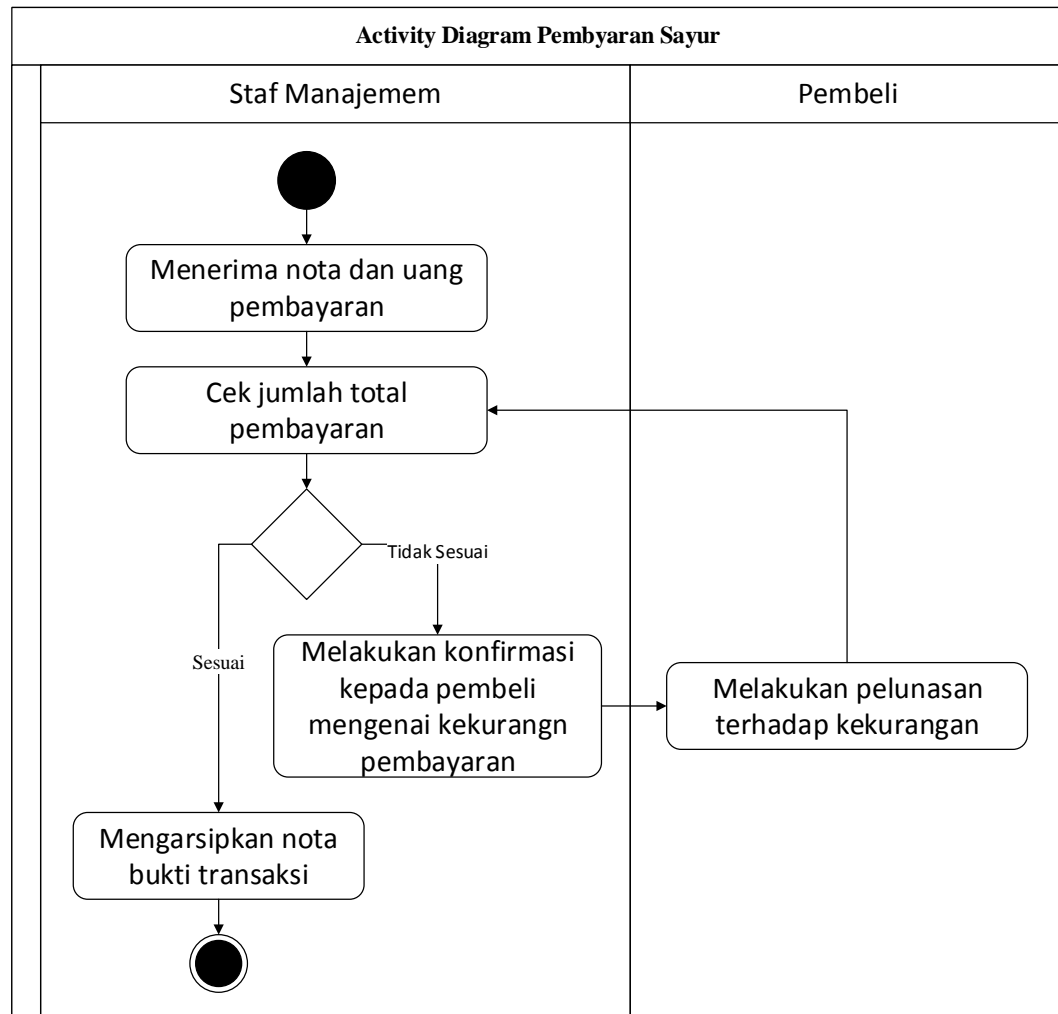 Activity Diagram Pembyaran Sayur
Staf Manajemem
Pembeli
Menerima nota dan uang
pembayaran
Cek jumlah total
pembayaran
Tidak Sesuai
Sesuai
Melakukan konfirmasi
kepada pembeli
mengenai kekurangn
pembayaran
Melakukan pelunasan
terhadap kekurangan
Mengarsipkan nota
bukti transaksi